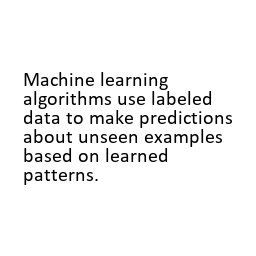 Machine learning
algorithms use labeled
data to make predictions
about unseen examples
based on learned
patterns.